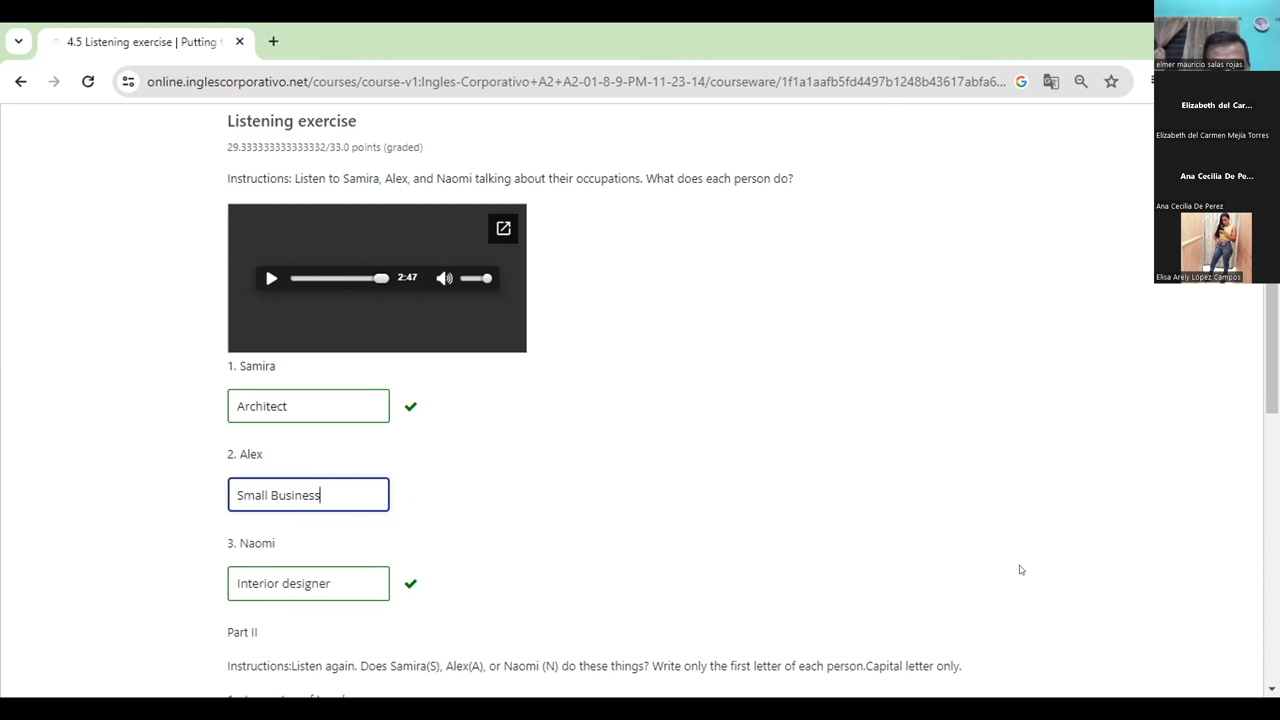 4.5 Listening exercise | Putting t
online.inglescorporativo.net/courses/course-v1:Ingles-Corporativo+A2+A2-01-8-9-PM-11-23-14/courseware/1f1a1aafb5fd4497b1248b43617abfa6...
elmer mauricio salas rojas
Elizabeth del Car...
Elizabeth del Carmen Mejía Torres
Ana Cecilia De Pe...
Ana Cecilia De Perez
Elisa Arely López Campos
Listening exercise
29.333333333333332/33.0 points (graded)
Instructions: Listen to Samira, Alex, and Naomi talking about their occupations. What does each person do?
2:47
1. Samira
Architect
2. Alex
Small Business
3. Naomi
Interior designer
Part II
Instructions:Listen again. Does Samira(S), Alex(A), or Naomi (N) do these things? Write only the first letter of each person.Capital letter only.